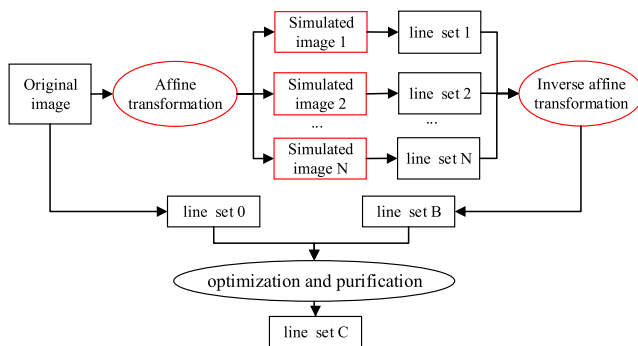 Original
image
Affine
transformation
Simulated
image 1
line set 1
Simulated
image 2
line set 2
...
...
Simulated
image N
line set N
Inverse affine
transformation
line set 0
line set B
optimization and purification
line set C